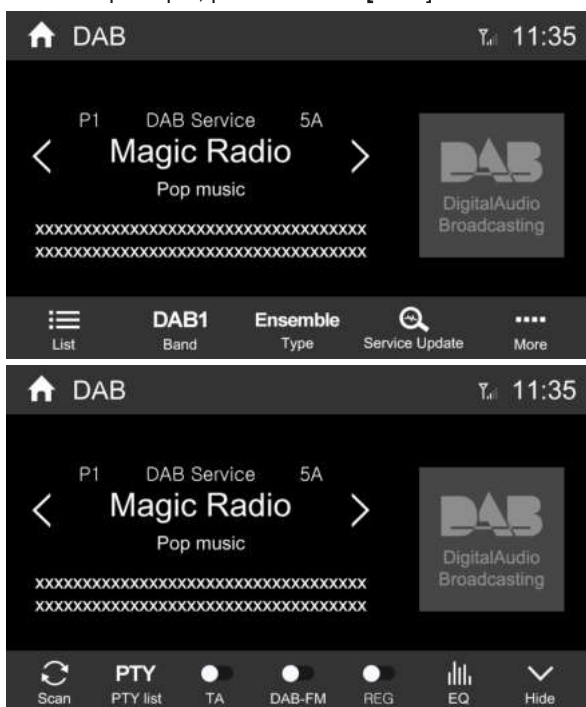 DAB 11:35
P1 DAB Service 5A
Magic Radio
Pop music
xxxxxxxxxxxxxxxxxxxxxxxxxxxxxxxxxxx
xxxxxxxxxxxxxxxxxxxxxxxxxxxxxxxxxxx
DAB
DigitalAudio
Broadcasting
DAB1 Ensemble
List Band Type Service Update More
DAB 11:35
P1 DAB Service 5A
Magic Radio
Pop music
xxxxxxxxxxxxxxxxxxxxxxxxxxxxxxxxxxx
xxxxxxxxxxxxxxxxxxxxxxxxxxxxxxxxxxx
DAB
DigitalAudio
Broadcasting
PTY
Scan PTY list TA DAB-FM REG EQ Hide